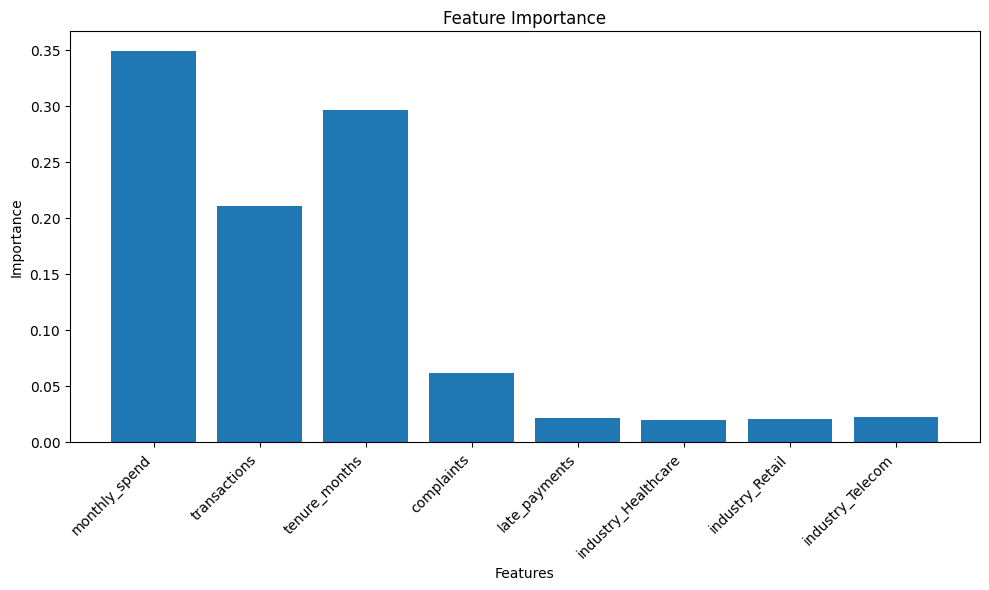 Feature Importance
Importance
0.35
0.30
0.25
0.20
0.15
0.10
0.05
0.00
monthly_spend
transactions
tenure_months
complaints
late_payments
industry_Healthcare
industry_Retail
industry_Telecom
Features